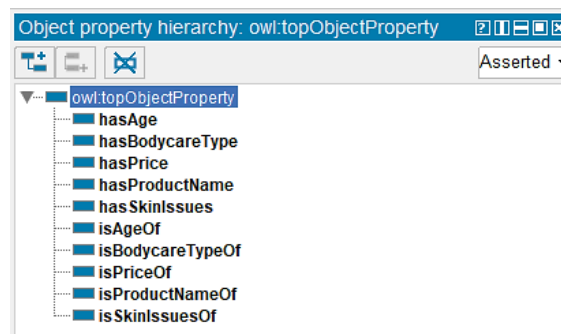 Object property hierarchy: owl:topObjectProperty
Asserted
owl:topObjectProperty
hasAge
hasBodycareType
hasPrice
hasProductName
hasSkinIssues
isAgeOf
isBodycareTypeOf
isPriceOf
isProductNameOf
isSkinIssuesOf